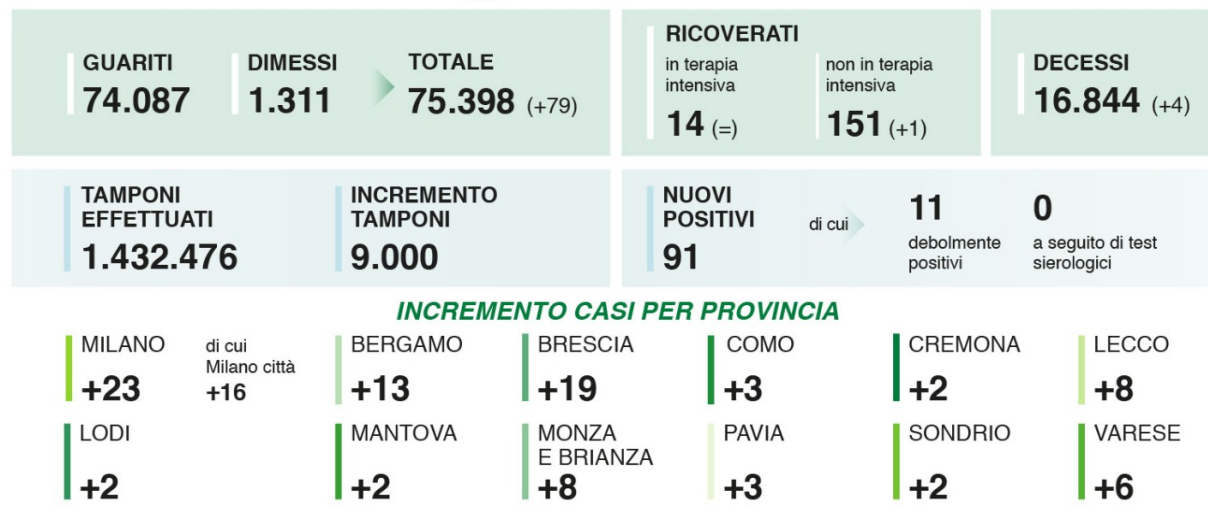 GUARITI
74.087
DIMESSI
1.311
TOTALE
75.398 (+79)
RICOVERATI
in terapia
intensiva
14 (=)
non in terapia
intensiva
151 (+1)
DECESSI
16.844 (+4)
TAMPONI
EFFETTUATI
1.432.476
INCREMENTO
TAMPONI
9.000
NUOVI
POSITIVI
91
di cui
11
debolmente
positivi
0
a seguito di test
sierologici
INCREMENTO CASI PER PROVINCIA
MILANO
+23
di cui
Milano città
+16
BERGAMO
+13
BRESCIA
+19
COMO
+3
CREMONA
+2
LECCO
+8
LODI
+2
MANTOVA
+2
MONZA
E BRIANZA
+8
PAVIA
+3
SONDRIO
+2
VARESE
+6